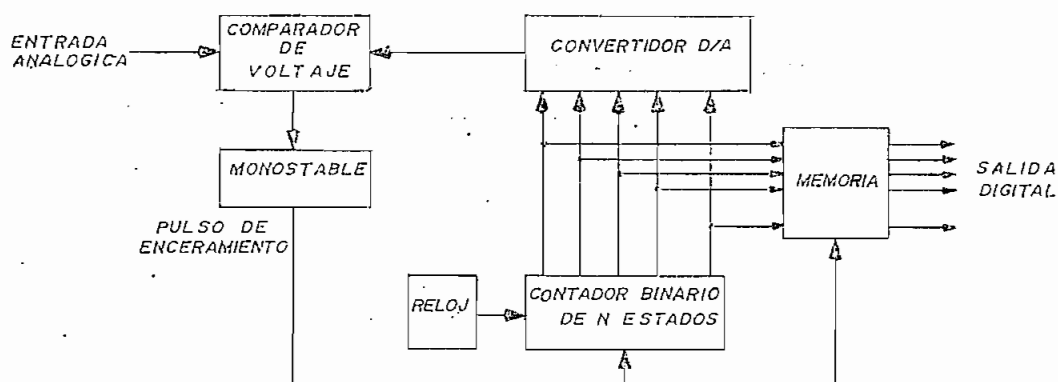 ENTRADA
ANALOGICA
COMPARADOR
DE
VOLTAJE
CONVERTIDOR D/A
MONOSTABLE
MEMORIA
SALIDA
DIGITAL
PULSO DE
ENCERAMIENTO
RELOJ
CONTADOR BINARIO
DE N ESTADOS